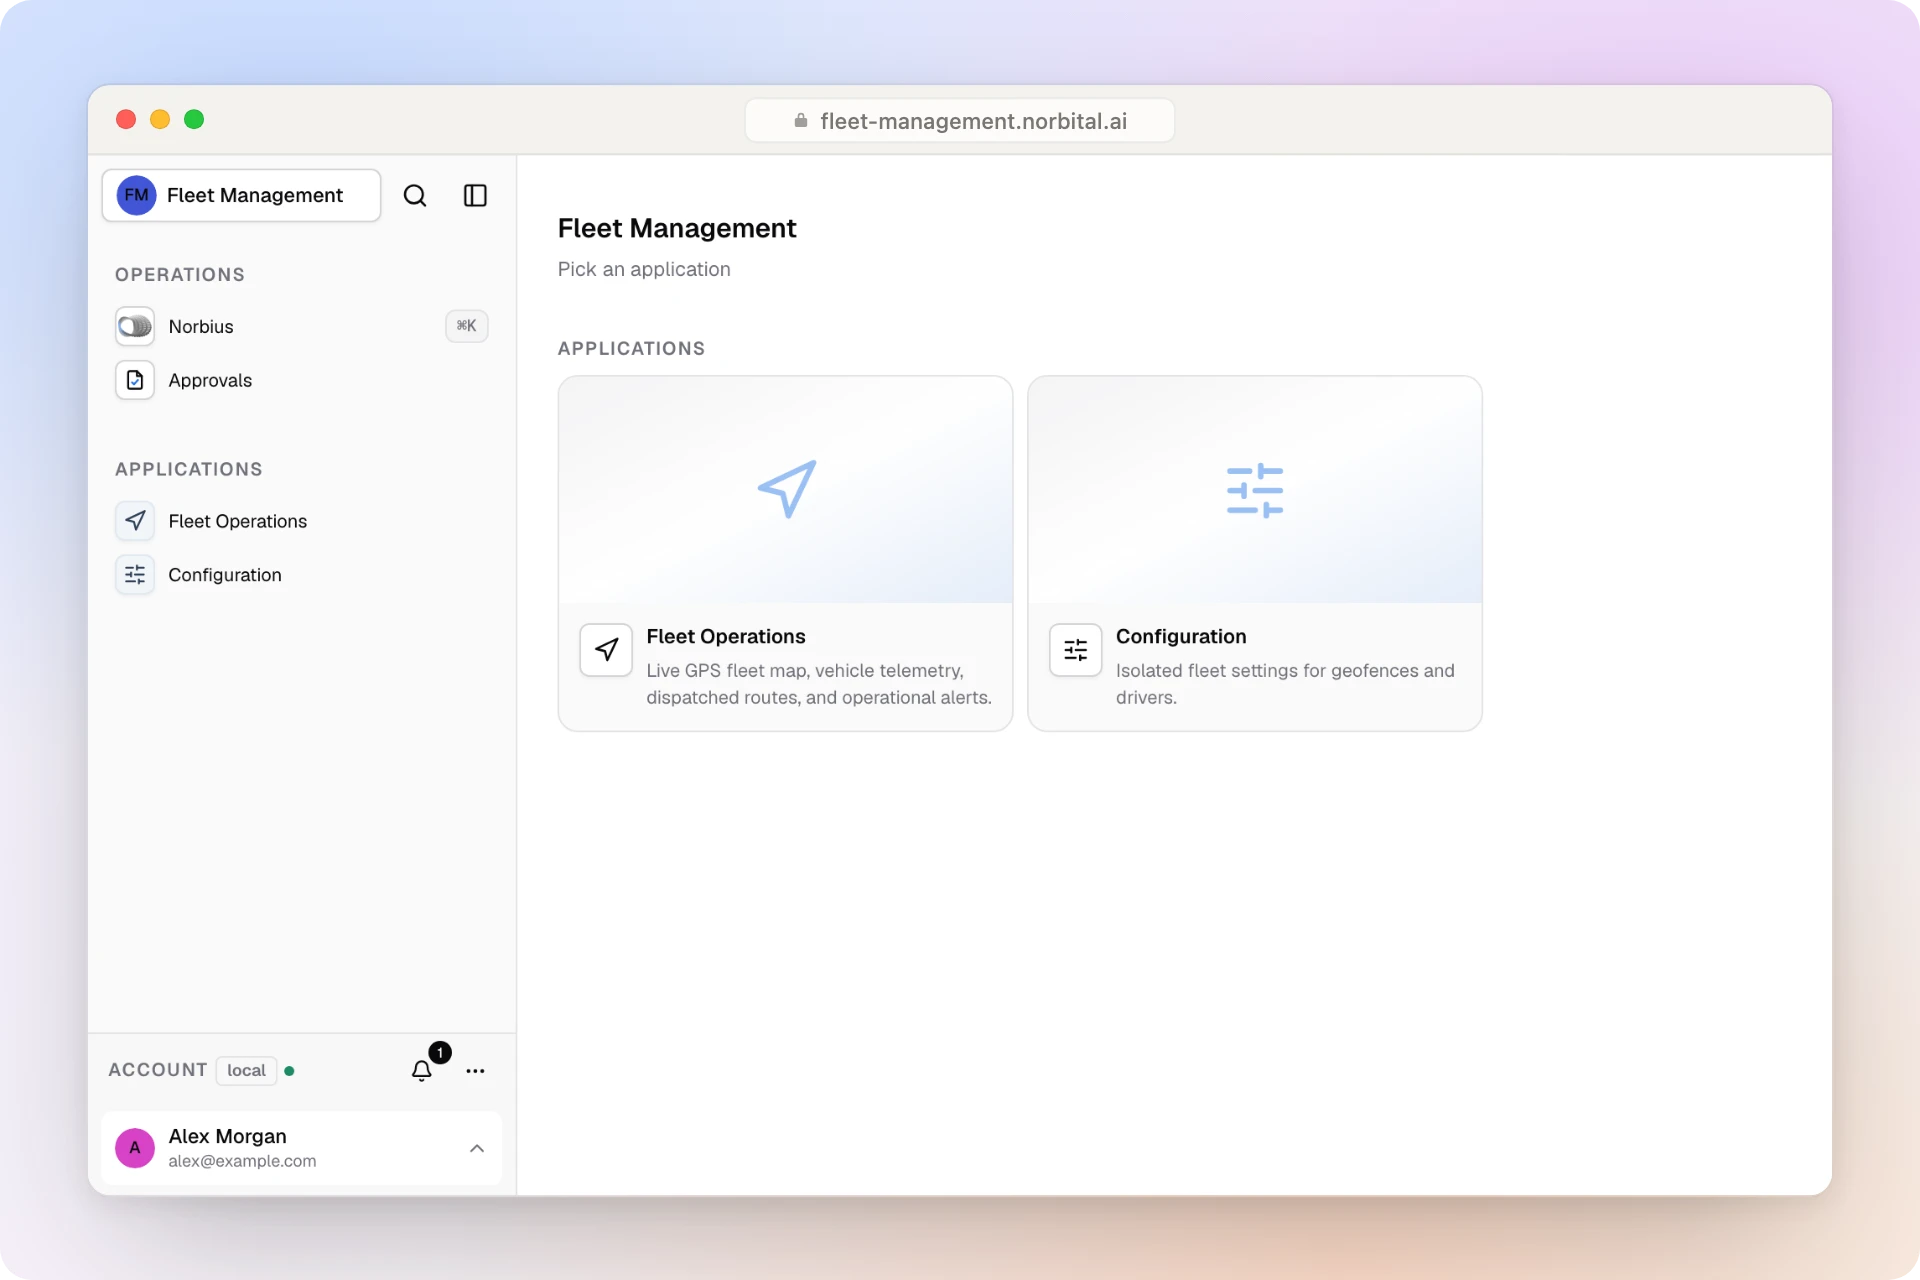 fleet-management.norbital.ai
FM Fleet Management
OPERATIONS
Norbius ⌘K
Approvals
APPLICATIONS
Fleet Operations
Configuration
ACCOUNT local 1
A
Alex Morgan
alex@example.com
Fleet Management
Pick an application
APPLICATIONS
Fleet Operations
Live GPS fleet map, vehicle telemetry,
dispatched routes, and operational alerts.
Configuration
Isolated fleet settings for geofences and
drivers.